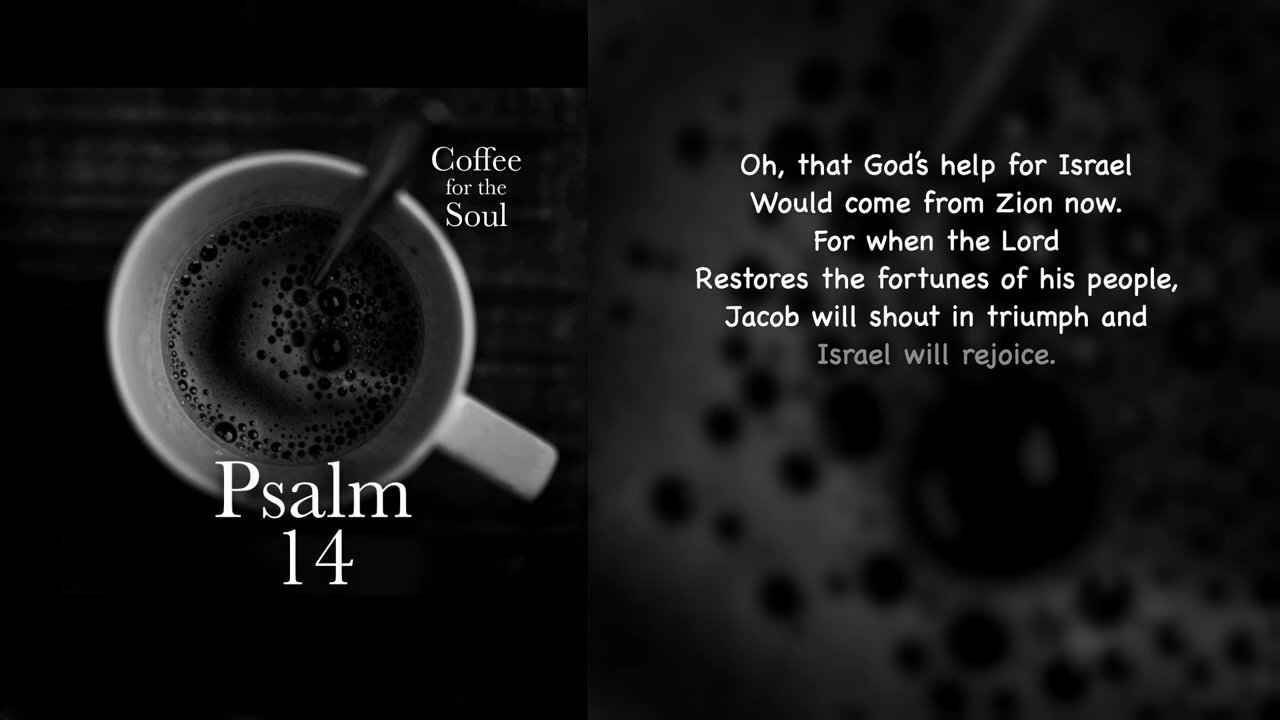 Coffee
for the
Soul
Psalm
14
Oh, that God's help for Israel
Would come from Zion now.
For when the Lord
Restores the fortunes of his people,
Jacob will shout in triumph and
Israel will rejoice.